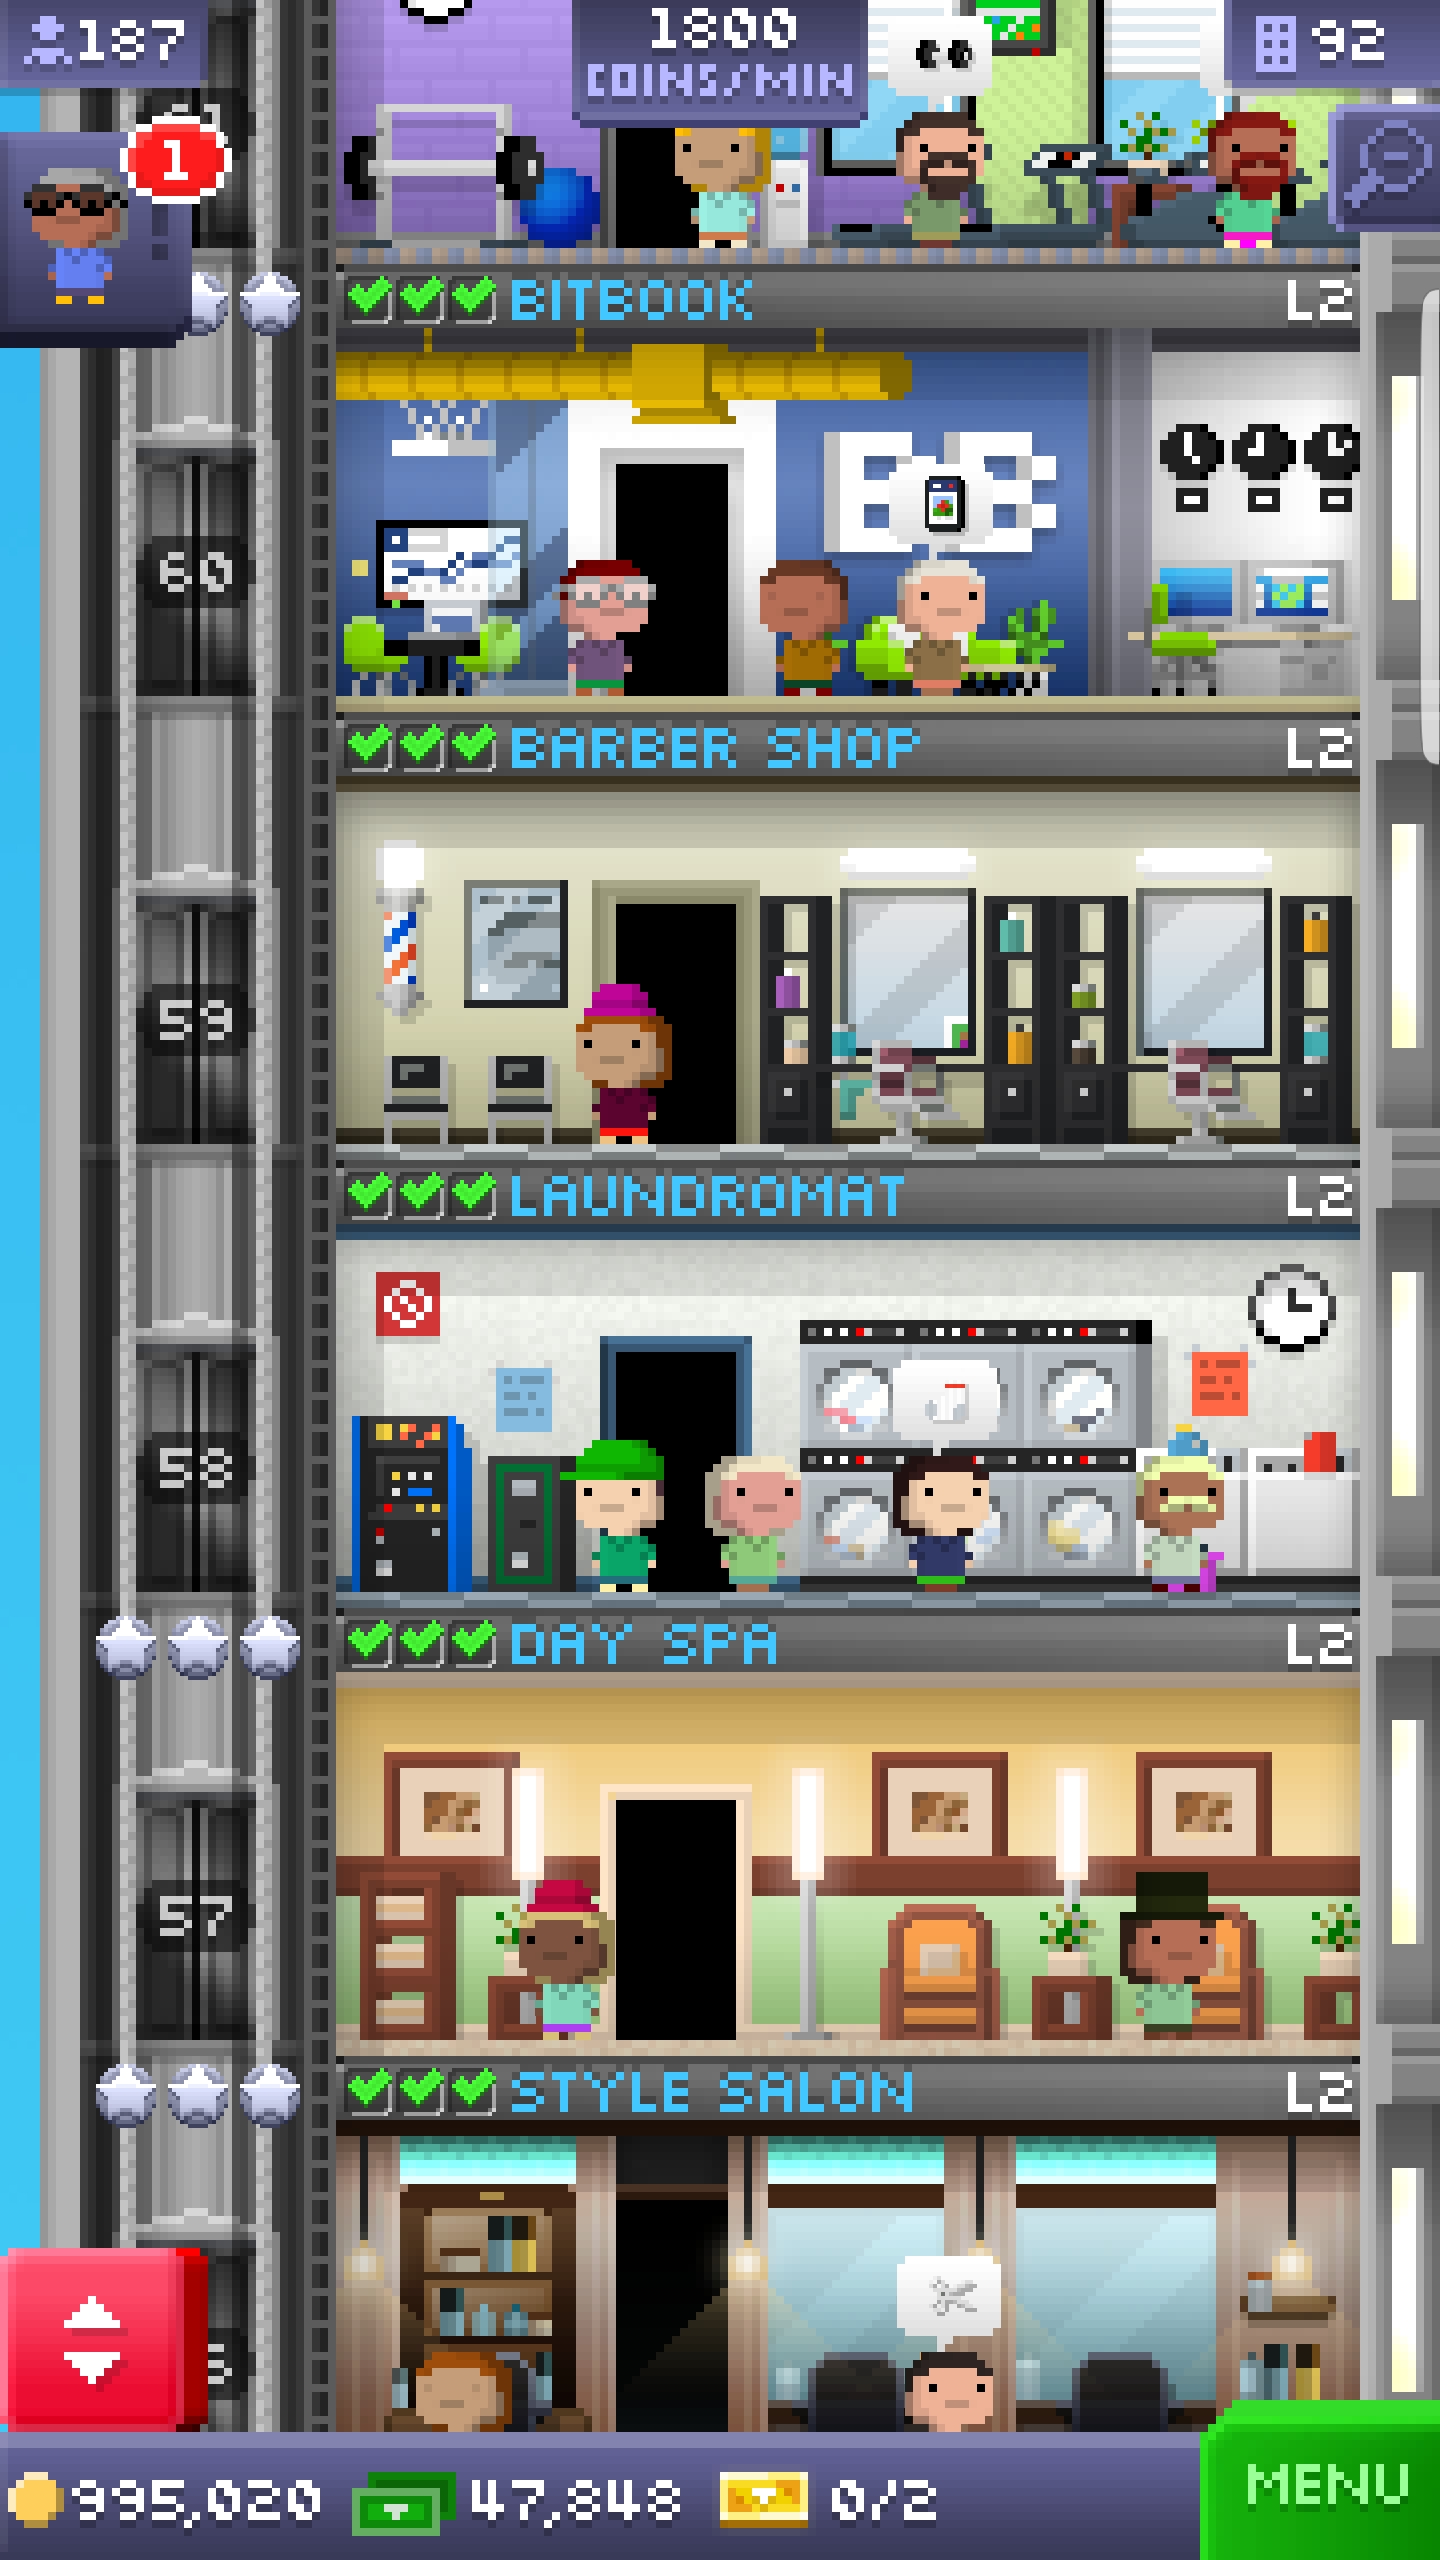 187
1800
COINS/MIN
92
1
BITBOOK L2
60
BARBER SHOP L2
59
LAUNDROMAT L2
58
DAY SPA L2
57
STYLE SALON L2
995,020 47,848 0/2
MENU